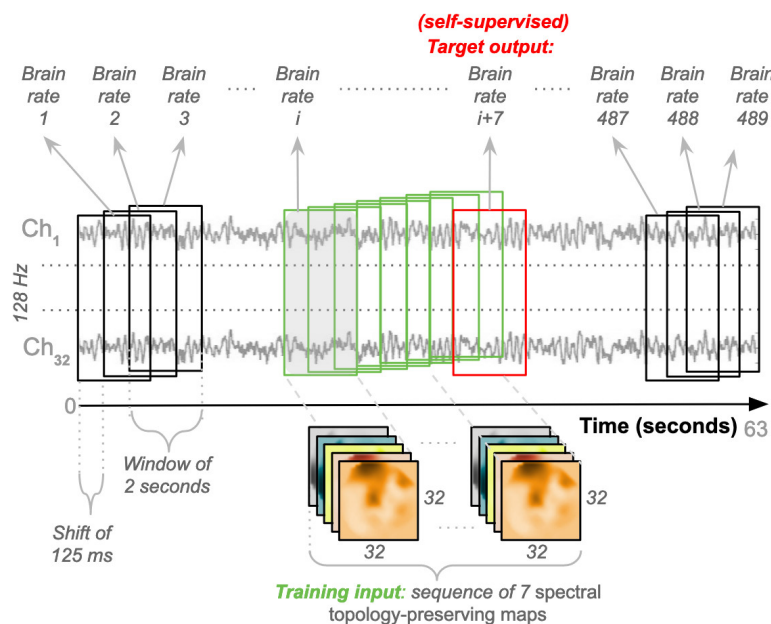 (self-supervised)
Target output:
Brain rate 1
Brain rate 2
Brain rate 3
Brain rate i
Brain rate i+7
Brain rate 487
Brain rate 488
Brain rate 489
Ch1
128 Hz
Ch32
0
Time (seconds) 63
Window of
2 seconds
Shift of
125 ms
32
32
32
32
Training input: sequence of 7 spectral
topology-preserving maps